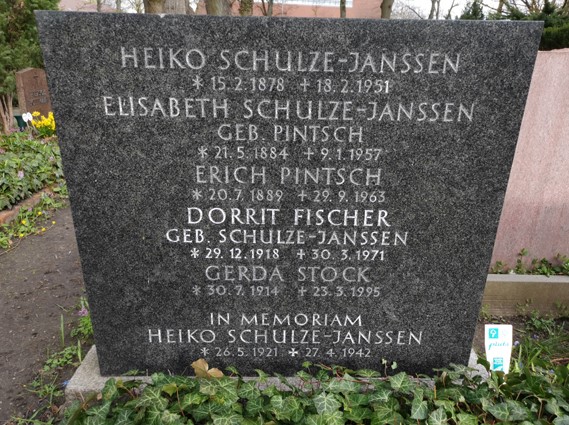 HEIKO SCHULZE-JANSSEN
* 15.2.1878 + 18.2.1951
ELISABETH SCHULZE-JANSSEN
GEB. PINTSCH
* 21.5.1884 + 9.1.1957
ERICH PINTSCH
* 20.7.1889 + 29.9.1963
DORRIT FISCHER
GEB. SCHULZE-JANSSEN
* 29.12.1918 + 30.3.1971
GERDA STOCK
* 30.7.1914 + 23.3.1995
IN MEMORIAM
HEIKO SCHULZE-JANSSEN
* 26.5.1921 + 27.4.1942